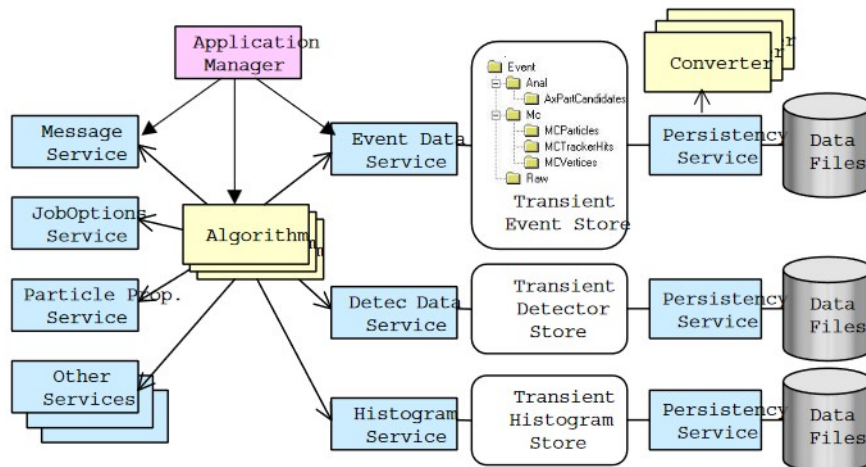 Application
Manager
Message
Service
JobOptions
Service
Particle Prop.
Service
Other
Services
Algorithm
Event Data
Service
Detec Data
Service
Histogram
Service
Event
Anal
AxPartCandidates
Mc
MCParticles
MCTrackerHits
MCVertices
Raw
Transient
Event Store
Transient
Detector
Store
Transient
Histogram
Store
Converter
Persistency
Service
Data
Files
Persistency
Service
Data
Files
Persistency
Service
Data
Files